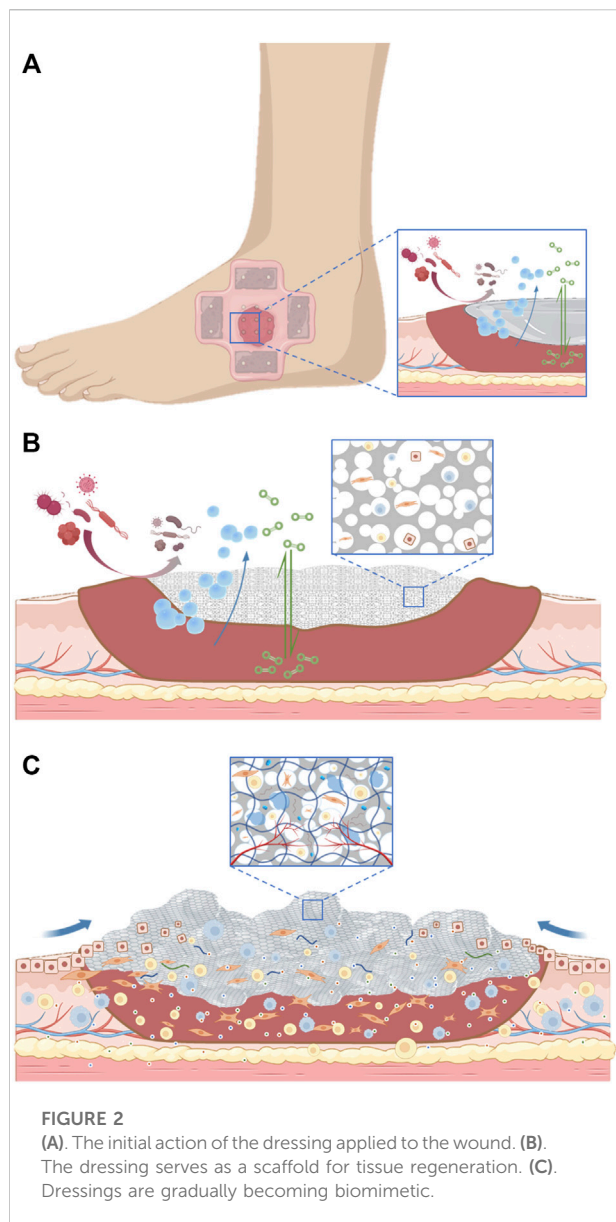 A
B
C
FIGURE 2
(A). The initial action of the dressing applied to the wound. (B).
The dressing serves as a scaffold for tissue regeneration. (C).
Dressings are gradually becoming biomimetic.